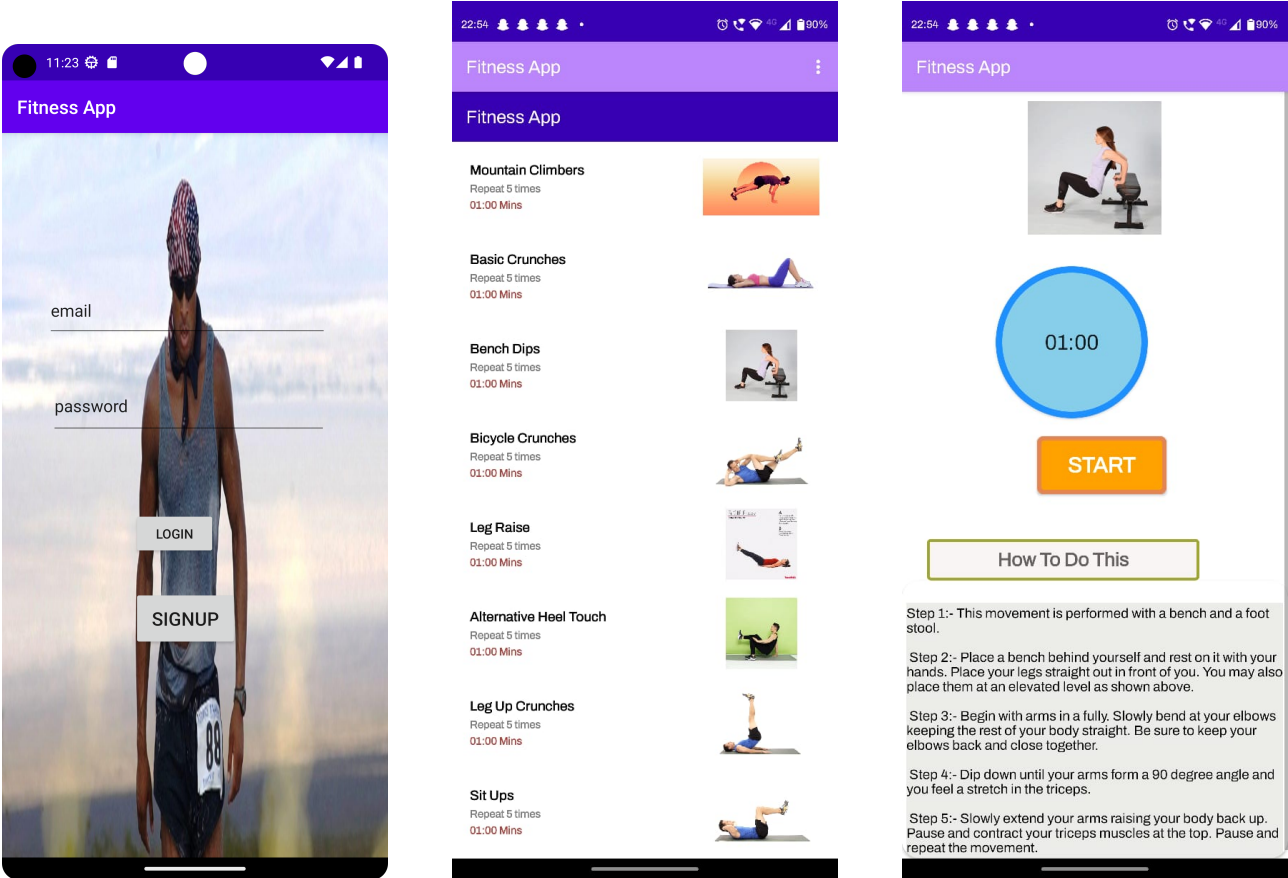 11:23
Fitness App
email
password
LOGIN
SIGNUP
88
22:54
4G
90%
Fitness App
Fitness App
Mountain Climbers
Repeat 5 times
01:00 Mins
Basic Crunches
Repeat 5 times
01:00 Mins
Bench Dips
Repeat 5 times
01:00 Mins
Bicycle Crunches
Repeat 5 times
01:00 Mins
Leg Raise
Repeat 5 times
01:00 Mins
Alternative Heel Touch
Repeat 5 times
01:00 Mins
Leg Up Crunches
Repeat 5 times
01:00 Mins
Sit Ups
Repeat 5 times
01:00 Mins
22:54
4G
90%
Fitness App
01:00
START
How To Do This
Step 1:- This movement is performed with a bench and a foot
stool.
Step 2:- Place a bench behind yourself and rest on it with your
hands. Place your legs straight out in front of you. You may also
place them at an elevated level as shown above.
Step 3:- Begin with arms in a fully. Slowly bend at your elbows
keeping the rest of your body straight. Be sure to keep your
elbows back and close together.
Step 4:- Dip down until your arms form a 90 degree angle and
you feel a stretch in the triceps.
Step 5:- Slowly extend your arms raising your body back up.
Pause and contract your triceps muscles at the top. Pause and
repeat the movement.